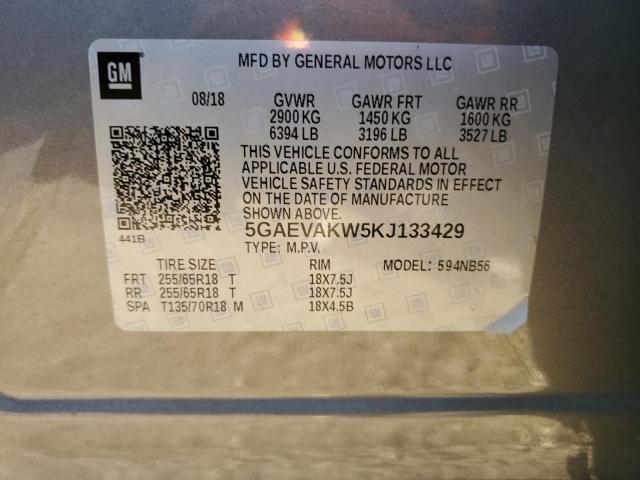 GM
MFD BY GENERAL MOTORS LLC
08/18 GVWR GAWR FRT GAWR RR
2900 KG 1450 KG 1600 KG
6394 LB 3196 LB 3527 LB
THIS VEHICLE CONFORMS TO ALL
APPLICABLE U.S. FEDERAL MOTOR
VEHICLE SAFETY STANDARDS IN EFFECT
ON THE DATE OF MANUFACTURE
SHOWN ABOVE.
441B
5GAEVAKW5KJ133429
TYPE: M.P.V.
TIRE SIZE RIM MODEL: 594NB56
FRT 255/65R18 T 18X7.5J
RR 255/65R18 T 18X7.5J
SPA T135/70R18 M 18X4.5B